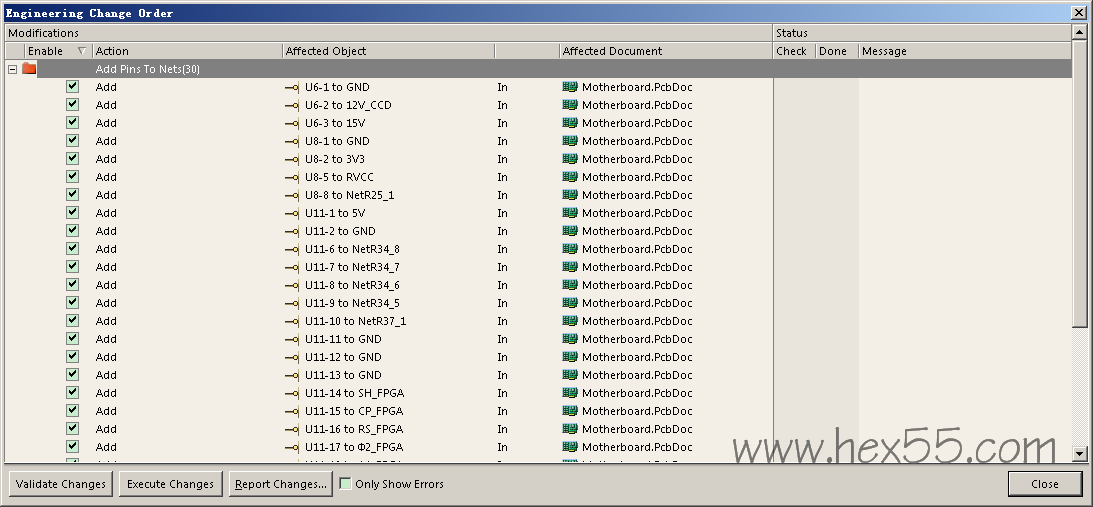 Engineering Change Order
Modifications Status
Enable Action Affected Object Affected Document Check Done Message
Add Pins To Nets(30)
Add U6-1 to GND In Motherboard.PcbDoc
Add U6-2 to 12V_CCD In Motherboard.PcbDoc
Add U6-3 to 15V In Motherboard.PcbDoc
Add U8-1 to GND In Motherboard.PcbDoc
Add U8-2 to 3V3 In Motherboard.PcbDoc
Add U8-5 to RVCC In Motherboard.PcbDoc
Add U8-8 to NetR25_1 In Motherboard.PcbDoc
Add U11-1 to 5V In Motherboard.PcbDoc
Add U11-2 to GND In Motherboard.PcbDoc
Add U11-6 to NetR34_8 In Motherboard.PcbDoc
Add U11-7 to NetR34_7 In Motherboard.PcbDoc
Add U11-8 to NetR34_6 In Motherboard.PcbDoc
Add U11-9 to NetR34_5 In Motherboard.PcbDoc
Add U11-10 to NetR37_1 In Motherboard.PcbDoc
Add U11-11 to GND In Motherboard.PcbDoc
Add U11-12 to GND In Motherboard.PcbDoc
Add U11-13 to GND In Motherboard.PcbDoc
Add U11-14 to SH_FPGA In Motherboard.PcbDoc
Add U11-15 to CP_FPGA In Motherboard.PcbDoc
Add U11-16 to RS_FPGA In Motherboard.PcbDoc
Add U11-17 to Φ2_FPGA In Motherboard.PcbDoc
www.hex55.com
Validate Changes Execute Changes Report Changes... Only Show Errors Close